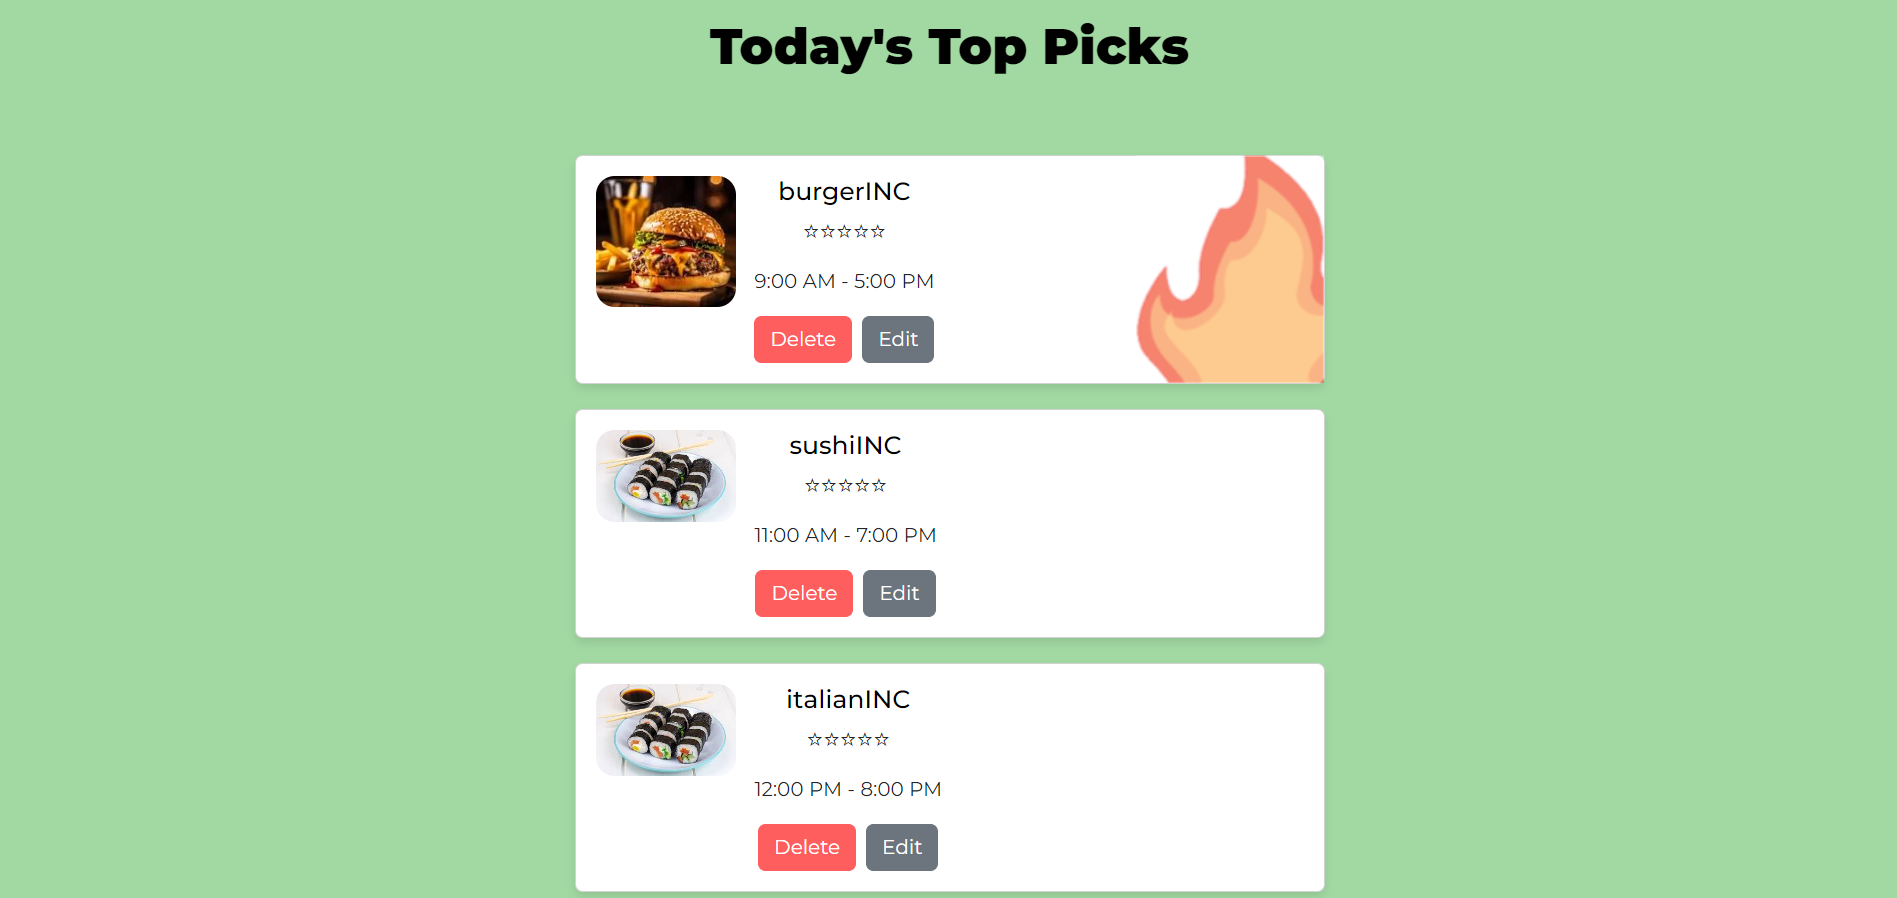 Today's Top Picks
burgerINC
☆☆☆☆☆
9:00 AM - 5:00 PM
Delete Edit
sushiINC
☆☆☆☆☆
11:00 AM - 7:00 PM
Delete Edit
italianINC
☆☆☆☆☆
12:00 PM - 8:00 PM
Delete Edit